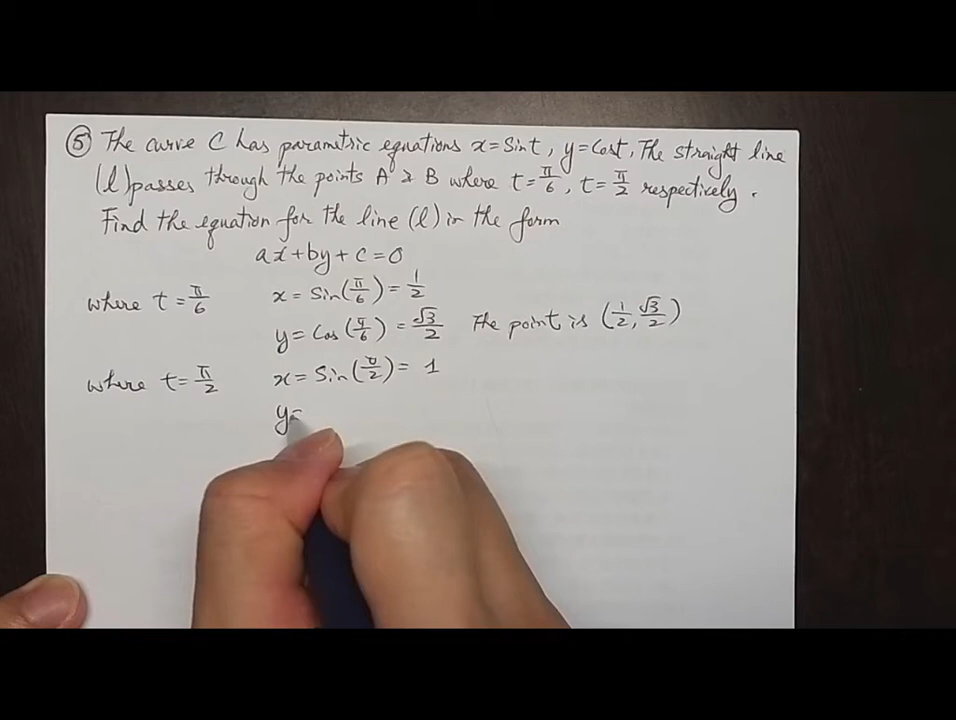 ⑤ The curve C has parametric equations x=Sint, y=Cost, The straight line
(l) passes through the points A & B where t=π/6, t=π/2 respectively.
Find the equation for the line (l) in the form
ax+by+c=0
where t=π/6 x=Sin(π/6)=1/2
y=Cos(π/6)=√3/2 The point is (1/2, √3/2)
where t=π/2 x=Sin(π/2)=1
y=